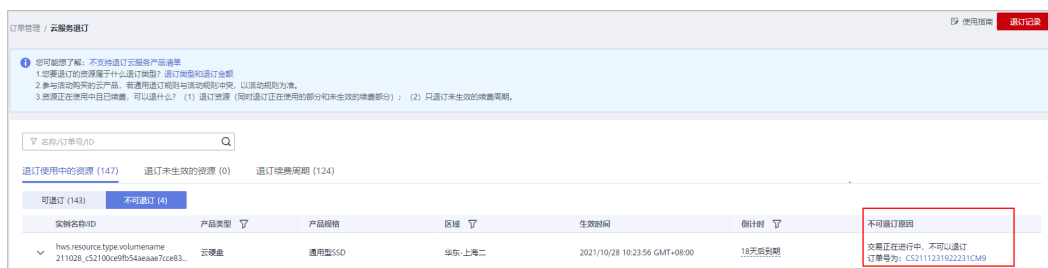 订单管理 / 云服务退订
使用指南 退订记录
您可能想了解：不支持退订云服务产品清单
1.您要退订的资源属于什么退订类型？退订类型和退订金额
2.参与活动购买的云产品，若通用退订规则与活动规则冲突，以活动规则为准。
3.资源正在使用中且已续费，可以退什么？（1）退订资源（同时退订正在使用的部分和未生效的续费部分）；（2）只退订未生效的续费周期。
名称/订单号/ID
退订使用中的资源 (147) 退订未生效的资源 (0) 退订续费周期 (124)
可退订 (143) 不可退订 (4)
实例名称/ID 产品类型 产品规格 区域 生效时间 倒计时 不可退订原因
hws.resource.type.volumename 交易正在进行中，不可以退订
云硬盘 通用型SSD 华东-上海二 2021/10/28 10:23:56 GMT+08:00 18天后到期
211028_c52100ce9fb54aeaae7cce83... 订单号为：CS2111231922231CM9